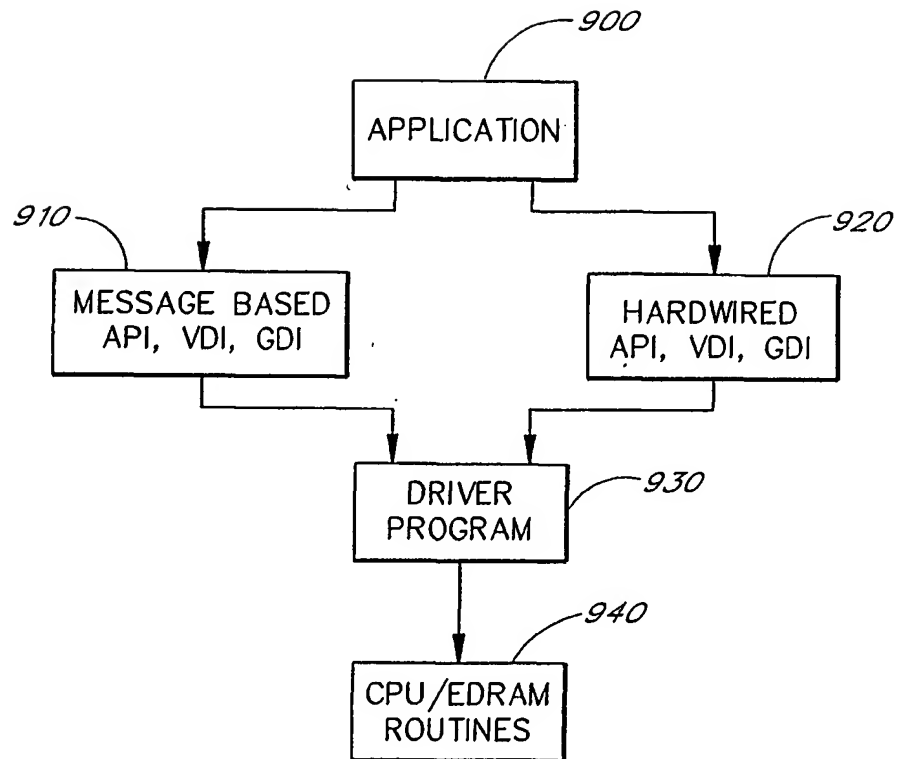 900
APPLICATION
910
920
MESSAGE BASED
API, VDI, GDI
HARDWIRED
API, VDI, GDI
930
DRIVER
PROGRAM
940
CPU/EDRAM
ROUTINES